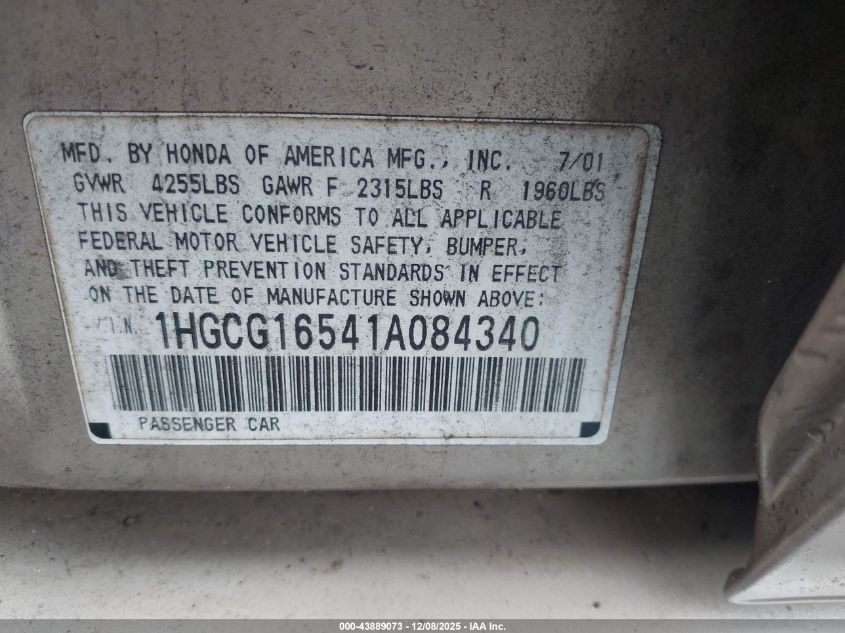 MFD. BY HONDA OF AMERICA MFG., INC. 7/01
GVWR 4255LBS GAWR F 2315LBS R 1960LBS
THIS VEHICLE CONFORMS TO ALL APPLICABLE
FEDERAL MOTOR VEHICLE SAFETY, BUMPER,
AND THEFT PREVENTION STANDARDS IN EFFECT
ON THE DATE OF MANUFACTURE SHOWN ABOVE:
V.I.N. 1HGCG16541A084340
PASSENGER CAR
000-43889073 - 12/08/2025 - IAA Inc.